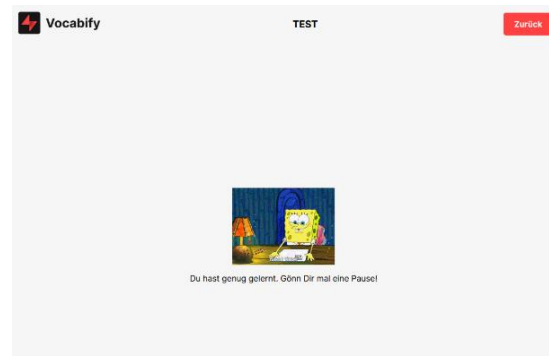 Vocabify
TEST
Zurück
Du hast genug gelernt. Gönn Dir mal eine Pause!